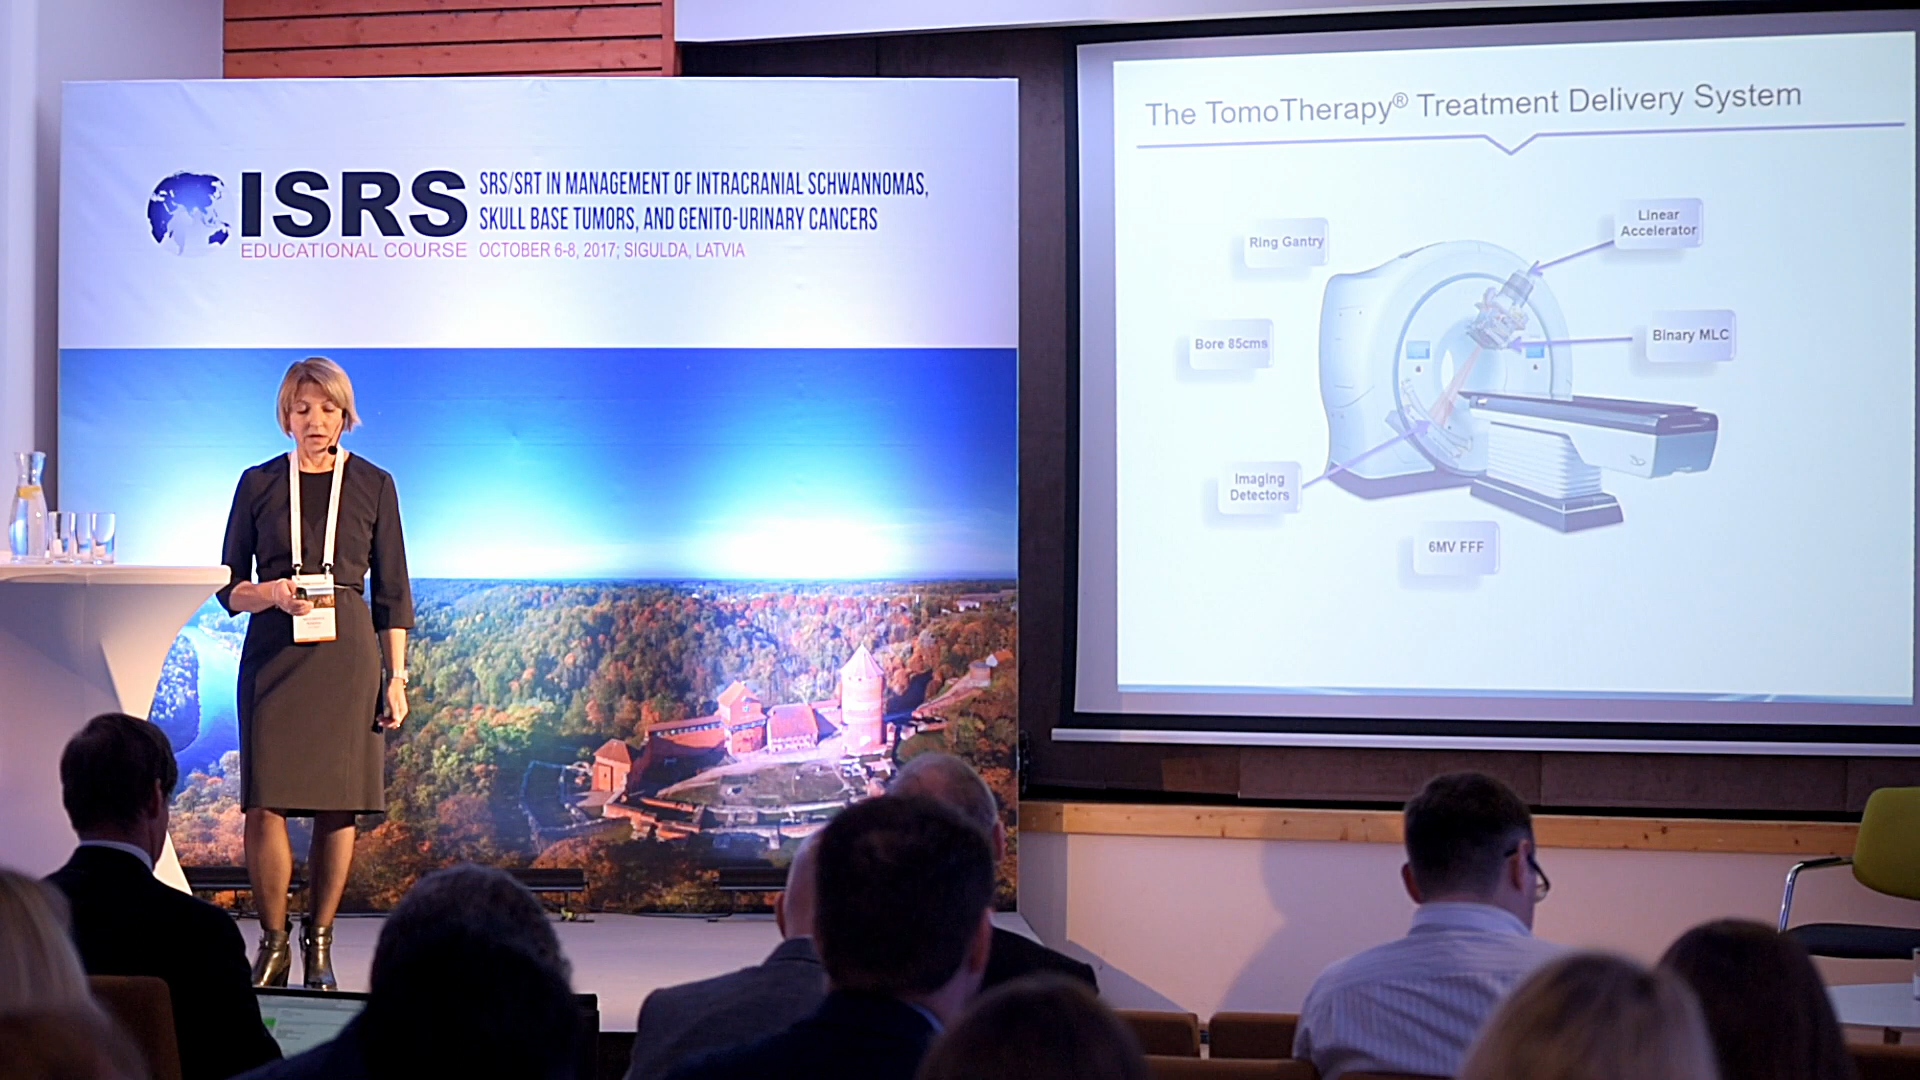 ISRS
EDUCATIONAL COURSE
SRS/SRT IN MANAGEMENT OF INTRACRANIAL SCHWANNOMAS,
SKULL BASE TUMORS, AND GENITO-URINARY CANCERS
OCTOBER 6-8, 2017; SIGULDA, LATVIA
The TomoTherapy® Treatment Delivery System
Linear
Accelerator
Ring Gantry
Binary MLC
Bore 85cms
Imaging
Detectors
6MV FFF